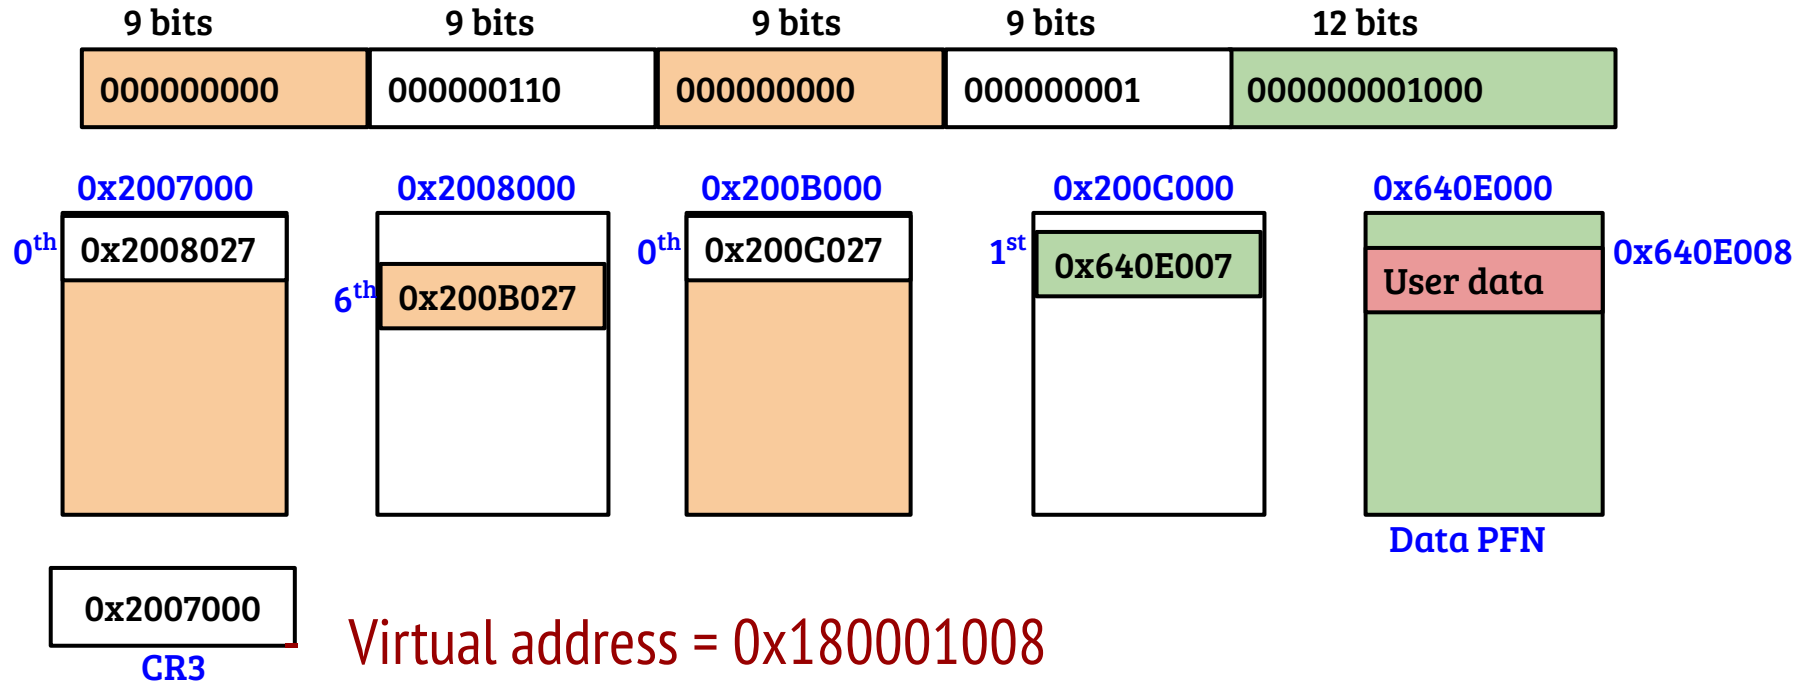 9 bits 9 bits 9 bits 9 bits 12 bits
000000000 000000110 000000000 000000001 000000001000
0x2007000 0x2008000 0x200B000 0x200C000 0x640E000
0th 0x2008027 0th 0x200C027 1st 0x640E007 0x640E008
6th 0x200B027 User data
Data PFN
0x2007000
CR3
Virtual address = 0x180001008